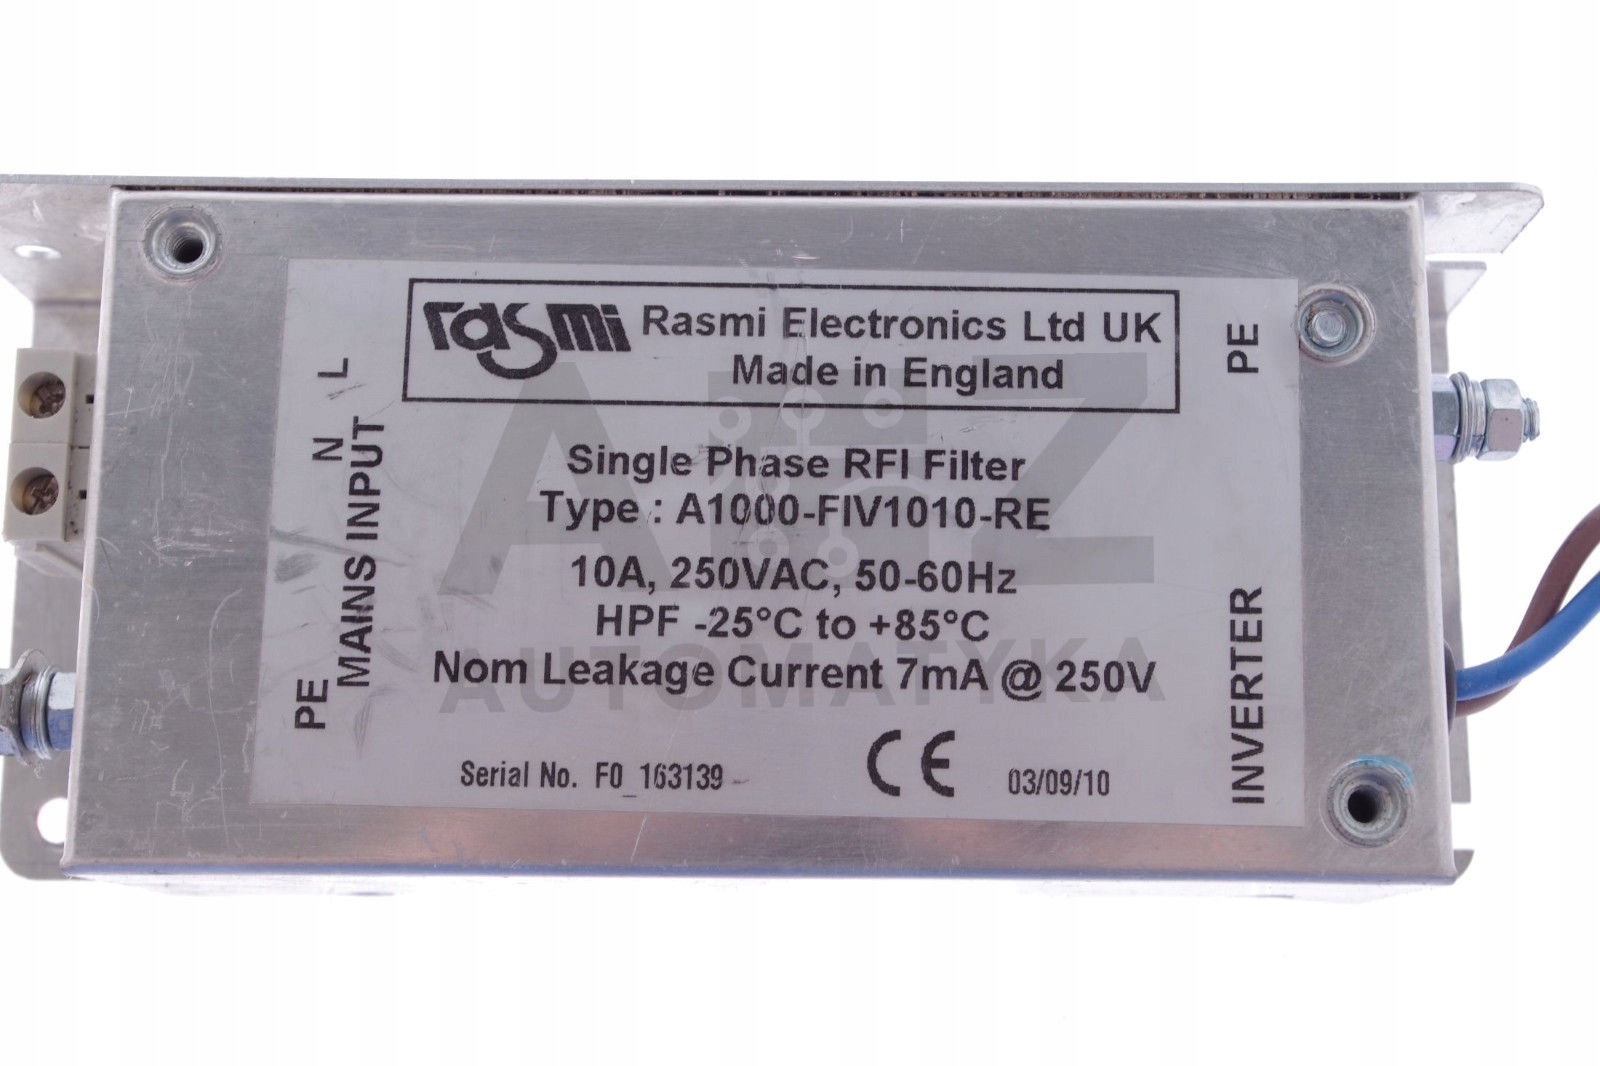 rasmi Rasmi Electronics Ltd UK
Made in England
Single Phase RFI Filter
Type : A1000-FIV1010-RE
10A, 250VAC, 50-60Hz
HPF -25°C to +85°C
Nom Leakage Current 7mA @ 250V
Serial No. F0_163139
CE
03/09/10
L
N
MAINS INPUT
PE
PE
INVERTER
AUTOMATYKA